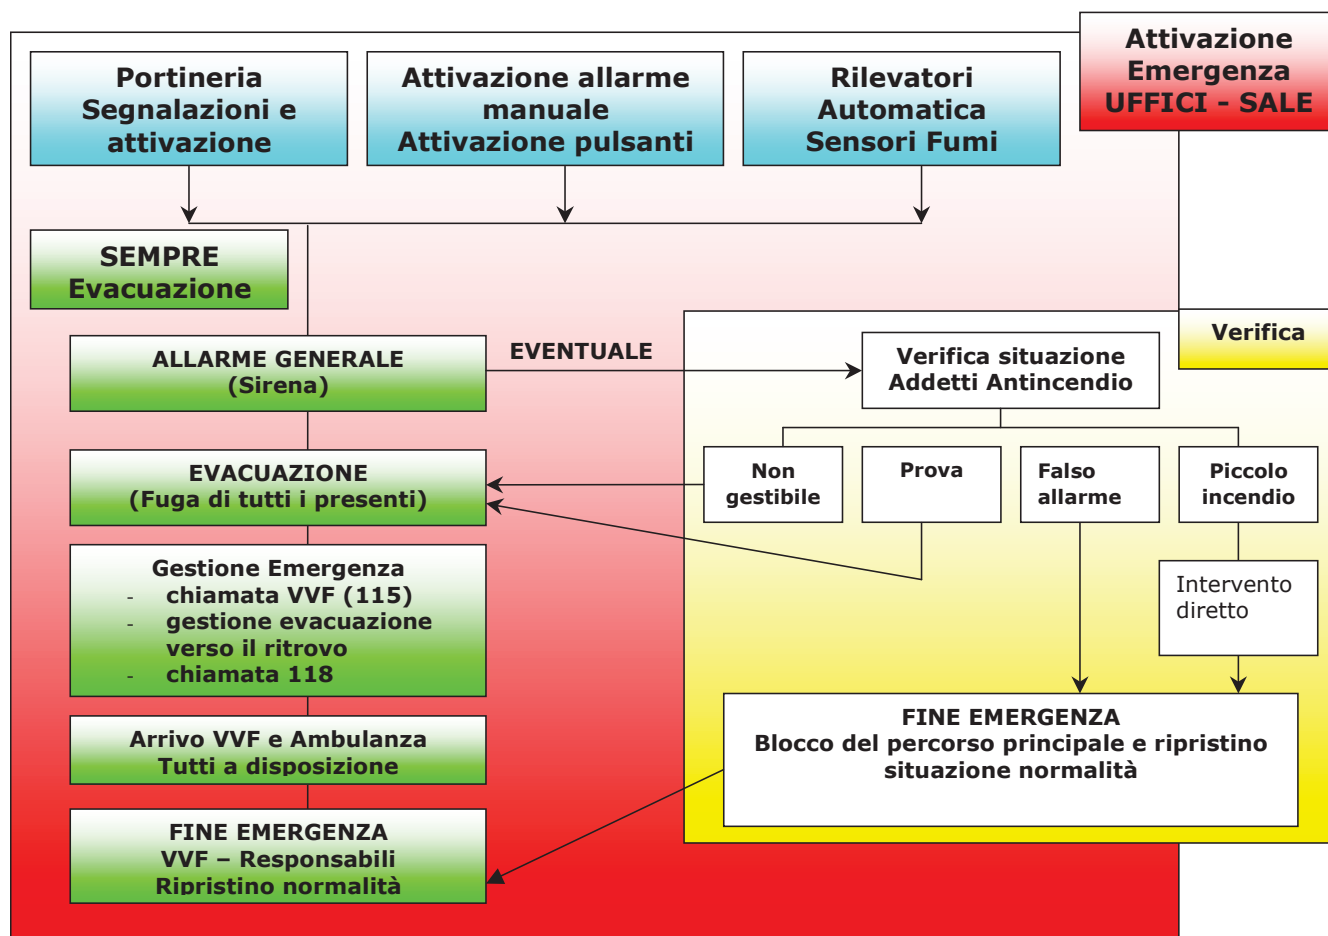 Attivazione
Emergenza
UFFICI - SALE
Portineria
Segnalazioni e
attivazione
Attivazione allarme
manuale
Attivazione pulsanti
Rilevatori
Automatica
Sensori Fumi
SEMPRE
Evacuazione
ALLARME GENERALE
(Sirena)
EVENTUALE
Verifica
Verifica situazione
Addetti Antincendio
EVACUAZIONE
(Fuga di tutti i presenti)
Non
gestibile
Prova
Falso
allarme
Piccolo
incendio
Gestione Emergenza
- chiamata VVF (115)
- gestione evacuazione
verso il ritrovo
- chiamata 118
Intervento
diretto
Arrivo VVF e Ambulanza
Tutti a disposizione
FINE EMERGENZA
Blocco del percorso principale e ripristino
situazione normalità
FINE EMERGENZA
VVF – Responsabili
Ripristino normalità